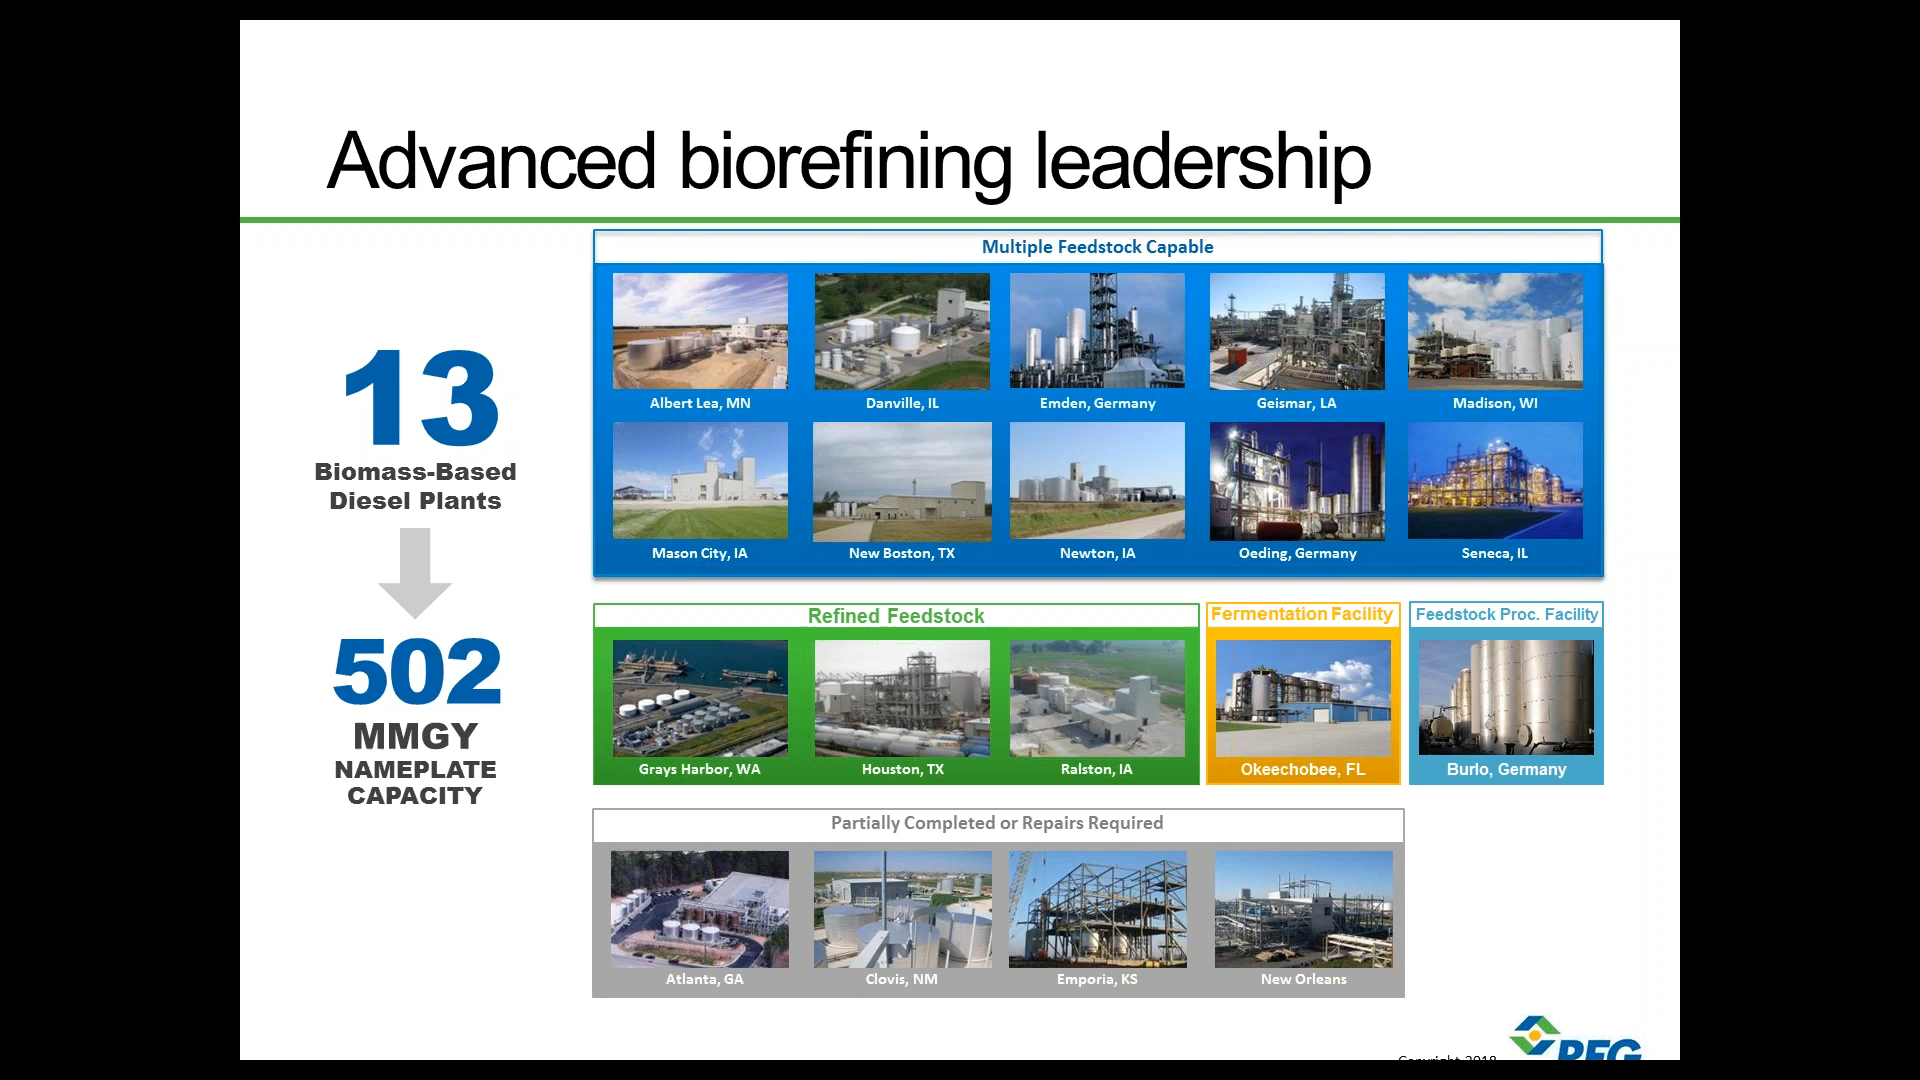 Advanced biorefining leadership
13
Biomass-Based
Diesel Plants
502
MMGY
NAMEPLATE
CAPACITY
Multiple Feedstock Capable
Albert Lea, MN
Danville, IL
Emden, Germany
Geismar, LA
Madison, WI
Mason City, IA
New Boston, TX
Newton, IA
Oeding, Germany
Seneca, IL
Refined Feedstock
Grays Harbor, WA
Houston, TX
Ralston, IA
Fermentation Facility
Okeechobee, FL
Feedstock Proc. Facility
Burlo, Germany
Partially Completed or Repairs Required
Atlanta, GA
Clovis, NM
Emporia, KS
New Orleans
Copyright 2018
REG